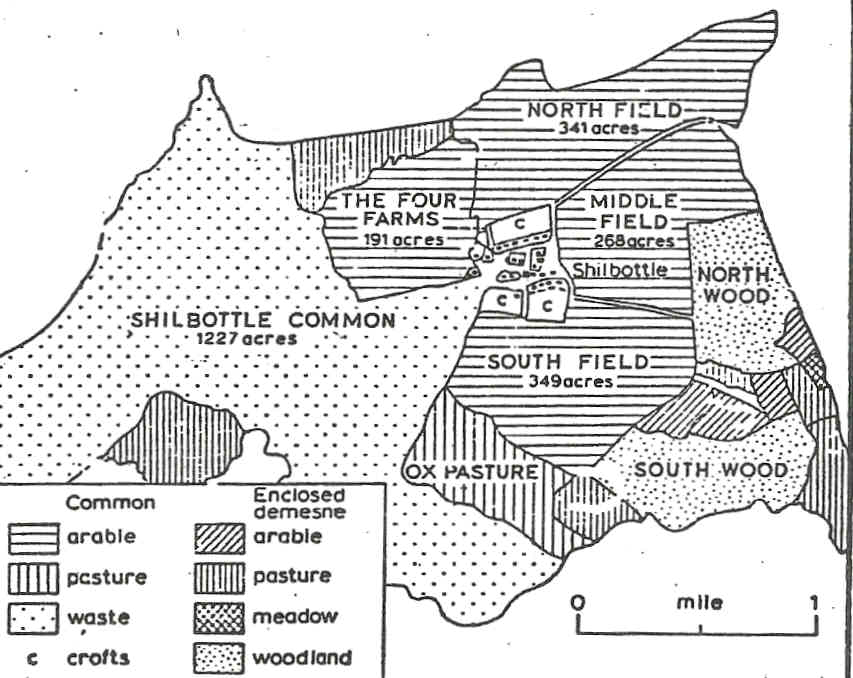 NORTH FIELD
341 acres
THE FOUR
FARMS
191 acres
MIDDLE
FIELD
268 acres
c
Shilbottle
NORTH
WOOD
c
c
SHILBOTTLE COMMON
1227 acres
SOUTH FIELD
349 acres
OX PASTURE
SOUTH WOOD
Common
Enclosed
demesne
arable
arable
pasture
pasture
waste
meadow
c crofts
woodland
0 mile 1